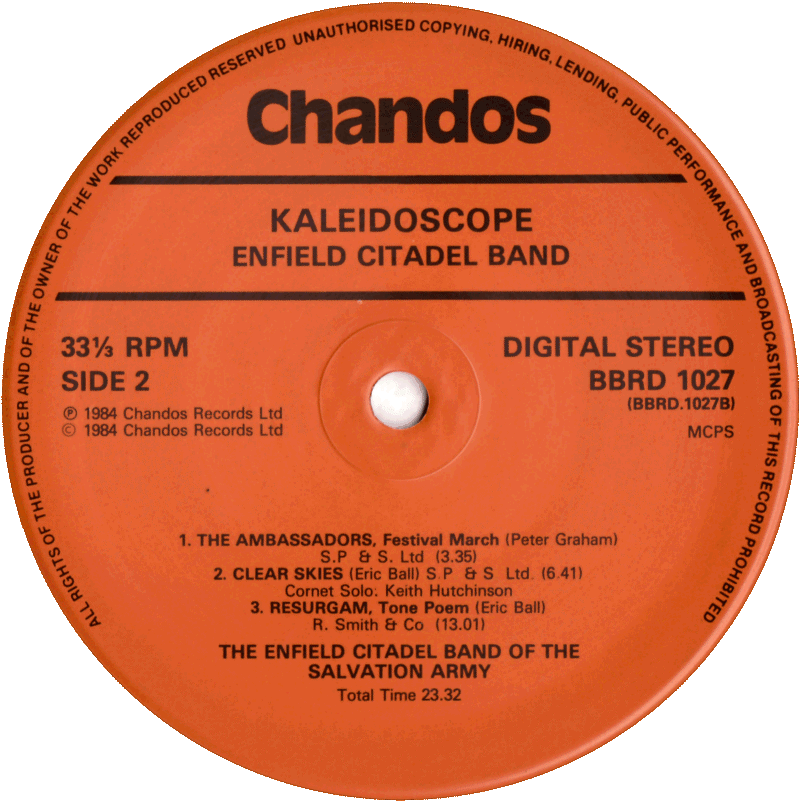 ALL RIGHTS OF THE PRODUCER AND OF THE OWNER OF THE WORK REPRODUCED RESERVED UNAUTHORISED COPYING, HIRING, LENDING, PUBLIC PERFORMANCE AND BROADCASTING OF THIS RECORD PROHIBITED
Chandos
KALEIDOSCOPE
ENFIELD CITADEL BAND
33⅓ RPM
SIDE 2
℗ 1984 Chandos Records Ltd
© 1984 Chandos Records Ltd
DIGITAL STEREO
BBRD 1027
(BBRD.1027B)
MCPS
1. THE AMBASSADORS, Festival March (Peter Graham)
S.P & S. Ltd (3.35)
2. CLEAR SKIES (Eric Ball) S.P & S Ltd. (6.41)
Cornet Solo: Keith Hutchinson
3. RESURGAM, Tone Poem (Eric Ball)
R. Smith & Co (13.01)
THE ENFIELD CITADEL BAND OF THE
SALVATION ARMY
Total Time 23.32